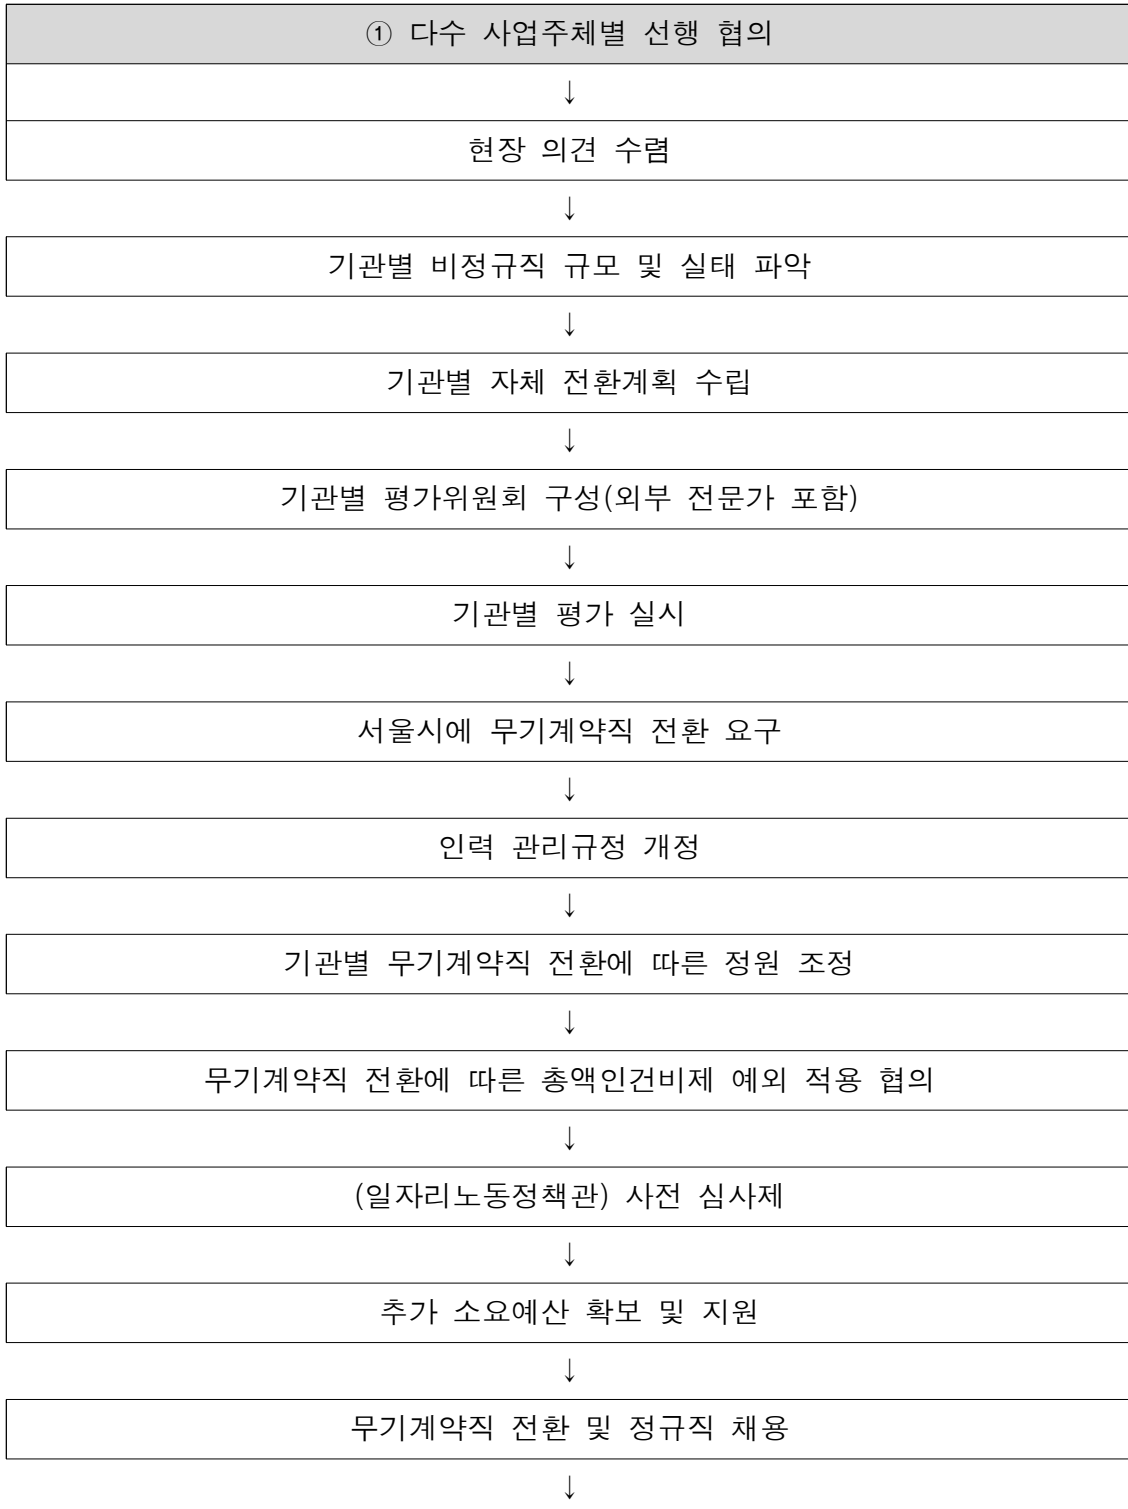 ① 다수 사업주체별 선행 협의
↓
현장 의견 수렴
↓
기관별 비정규직 규모 및 실태 파악
↓
기관별 자체 전환계획 수립
↓
기관별 평가위원회 구성(외부 전문가 포함)
↓
기관별 평가 실시
↓
서울시에 무기계약직 전환 요구
↓
인력 관리규정 개정
↓
기관별 무기계약직 전환에 따른 정원 조정
↓
무기계약직 전환에 따른 총액인건비제 예외 적용 협의
↓
(일자리노동정책관) 사전 심사제
↓
추가 소요예산 확보 및 지원
↓
무기계약직 전환 및 정규직 채용
↓